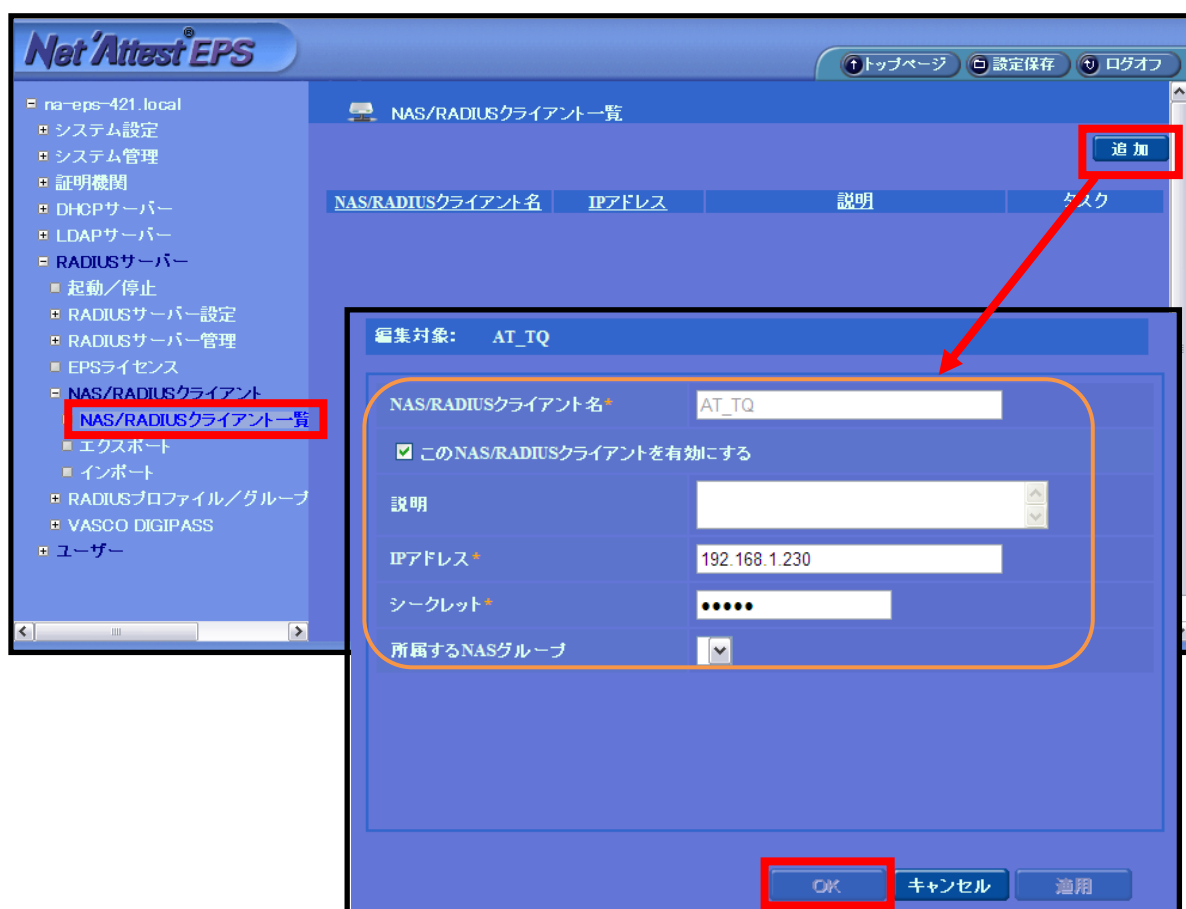 Net'Attest® EPS
トップページ 設定保存 ログオフ
na-eps-421.local
システム設定
システム管理
証明機関
DHCPサーバー
LDAPサーバー
RADIUSサーバー
起動/停止
RADIUSサーバー設定
RADIUSサーバー管理
EPSライセンス
NAS/RADIUSクライアント
NAS/RADIUSクライアント一覧
エクスポート
インポート
RADIUSプロファイル/グループ
VASCO DIGIPASS
ユーザー
NAS/RADIUSクライアント一覧
追加
NAS/RADIUSクライアント名 IPアドレス 説明 タスク
編集対象: AT_TQ
NAS/RADIUSクライアント名* AT_TQ
このNAS/RADIUSクライアントを有効にする
説明
IPアドレス* 192.168.1.230
シークレット* •••••
所属するNASグループ
OK キャンセル 適用